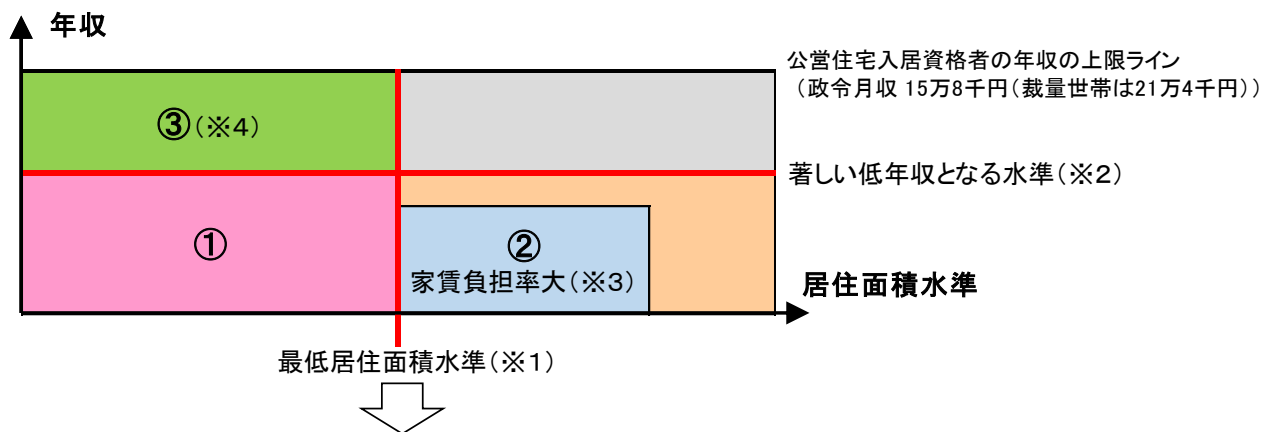 年収
公営住宅入居資格者の年収の上限ライン
(政令月収 15万8千円(裁量世帯は21万4千円))
③(※4)
著しい低年収となる水準(※2)
①
②
家賃負担率大(※3)
居住面積水準
最低居住面積水準(※1)